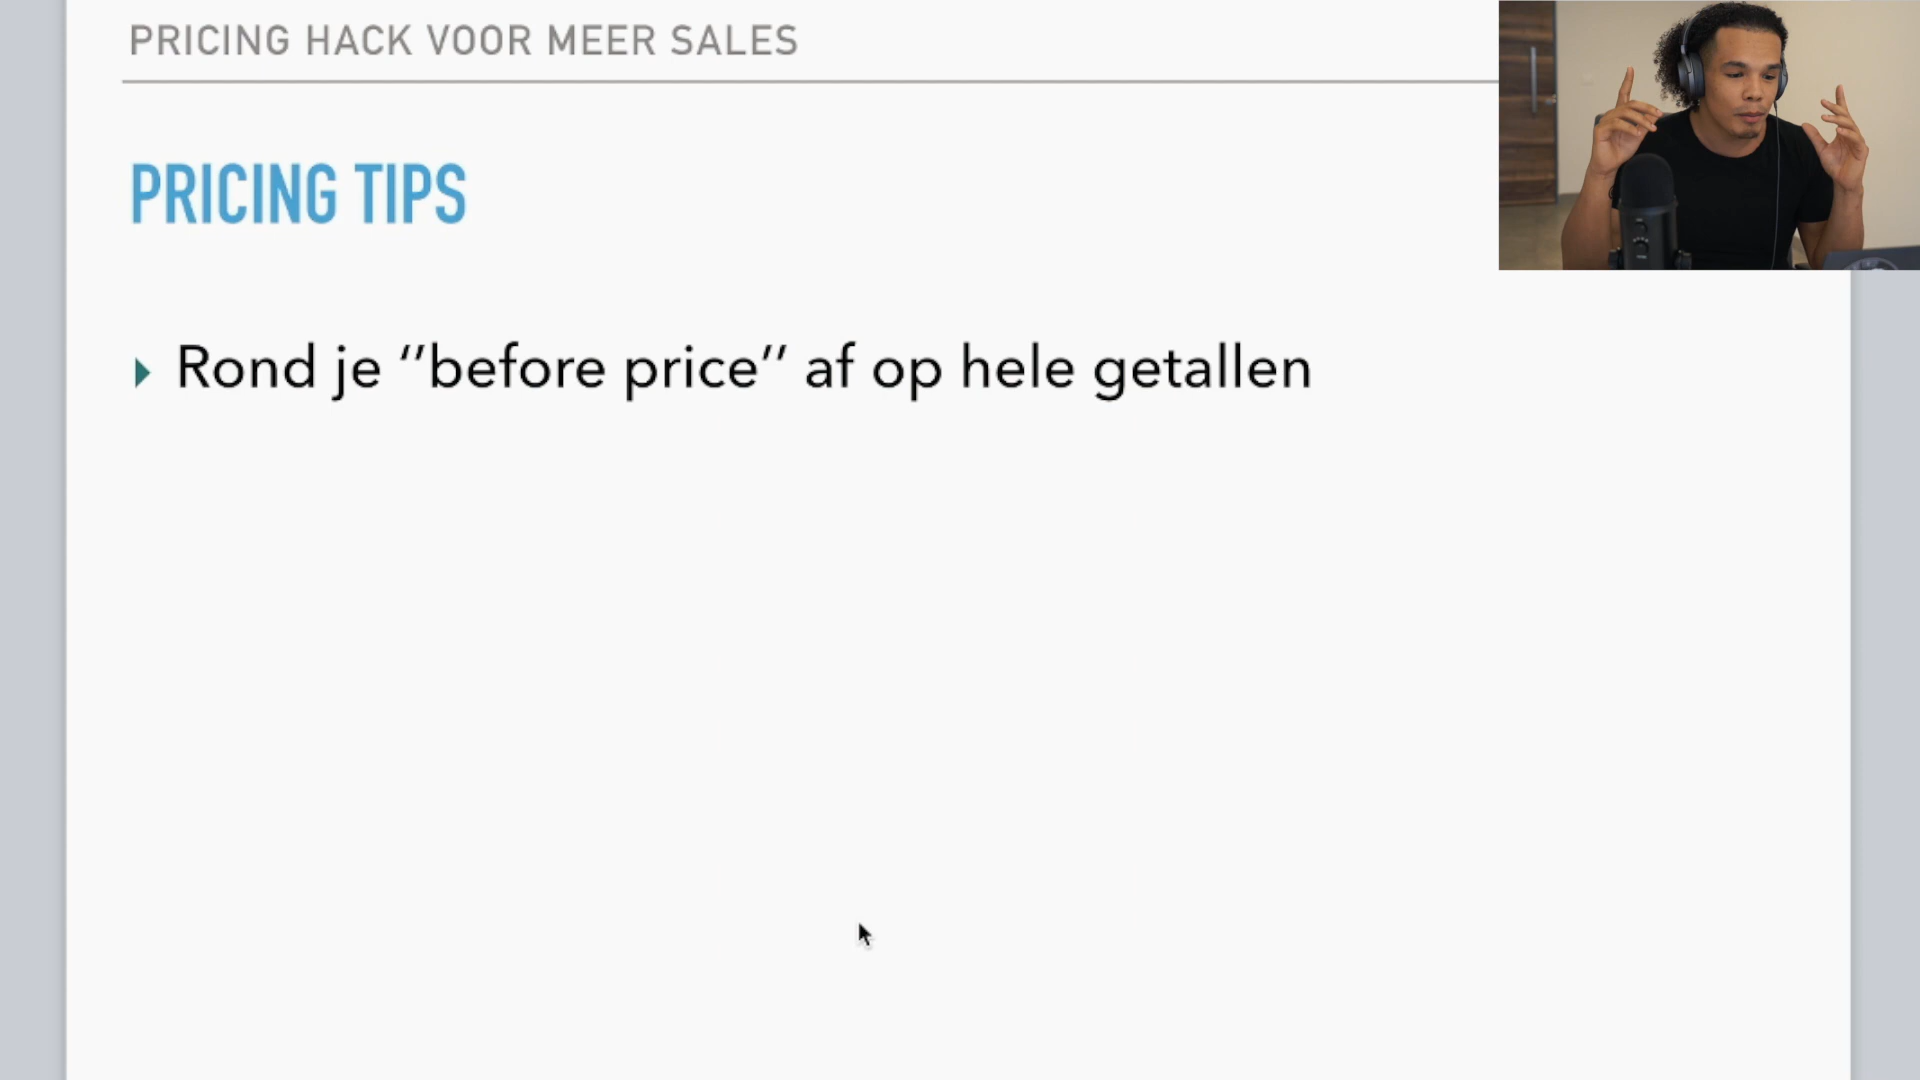 PRICING HACK VOOR MEER SALES
PRICING TIPS
Rond je ‘‘before price’’ af op hele getallen